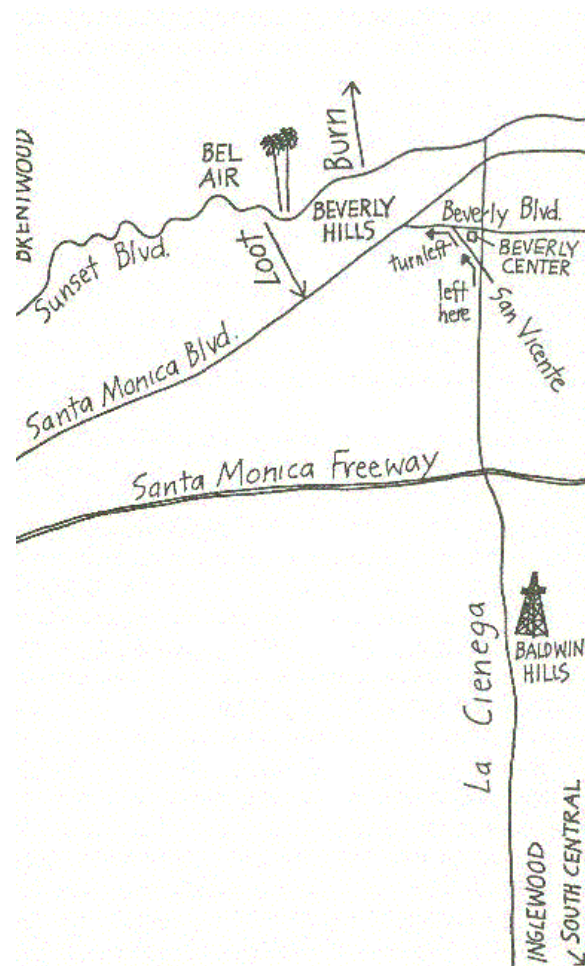 BRENTWOOD
BEL
AIR
Burn
Sunset Blvd.
BEVERLY
HILLS
Loot
Beverly Blvd.
turn left
BEVERLY
CENTER
left
here
San Vicente
Santa Monica Blvd.
Santa Monica Freeway
La Cienega
BALDWIN
HILLS
INGLEWOOD
SOUTH CENTRAL